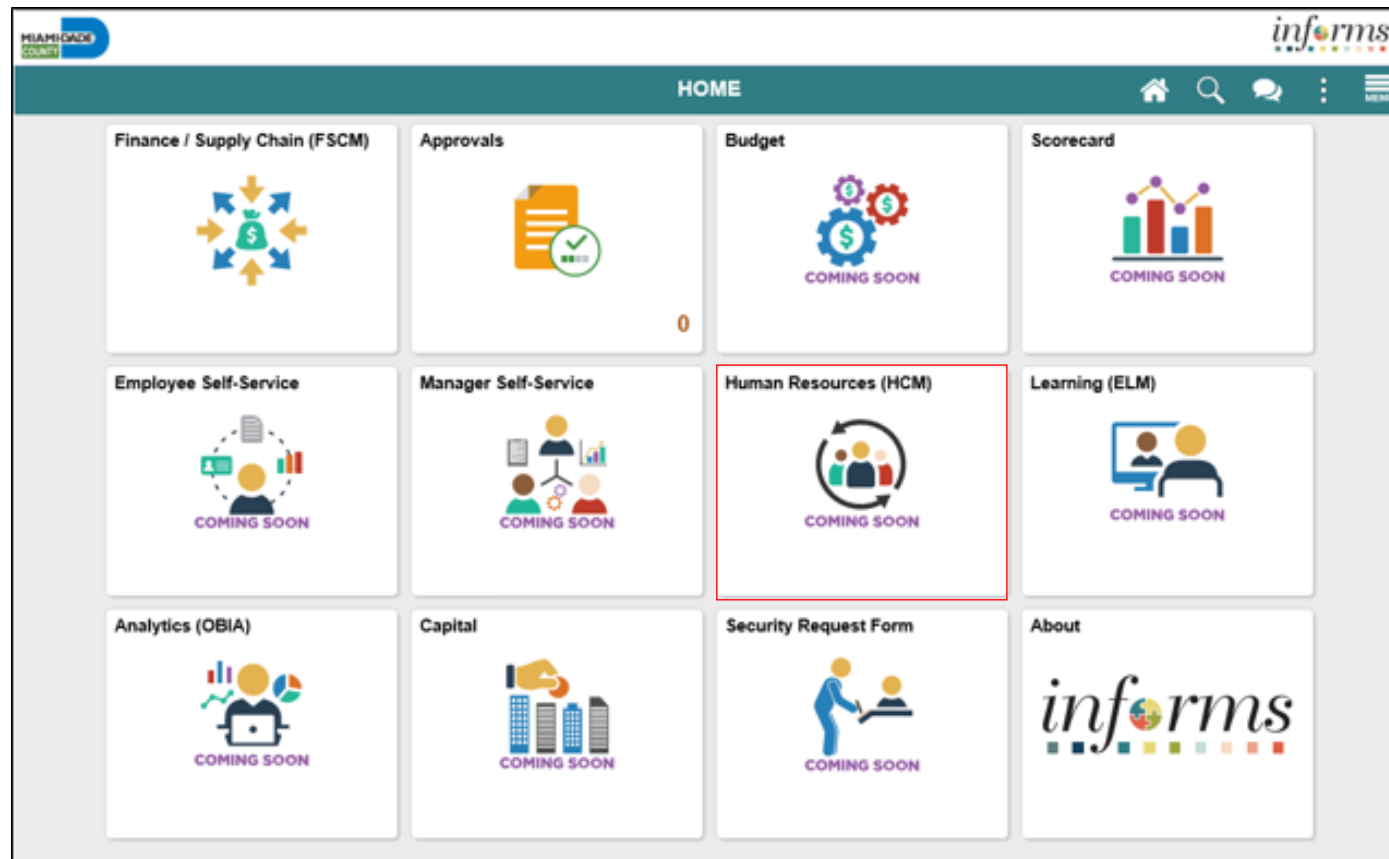 MIAMI-DADE
COUNTY
informs
HOME
MENU
Finance / Supply Chain (FSCM)
Approvals
Budget
Scorecard
COMING SOON
COMING SOON
0
Employee Self-Service
Manager Self-Service
Human Resources (HCM)
Learning (ELM)
COMING SOON
COMING SOON
COMING SOON
COMING SOON
Analytics (OBIA)
Capital
Security Request Form
About
informs
COMING SOON
COMING SOON
COMING SOON